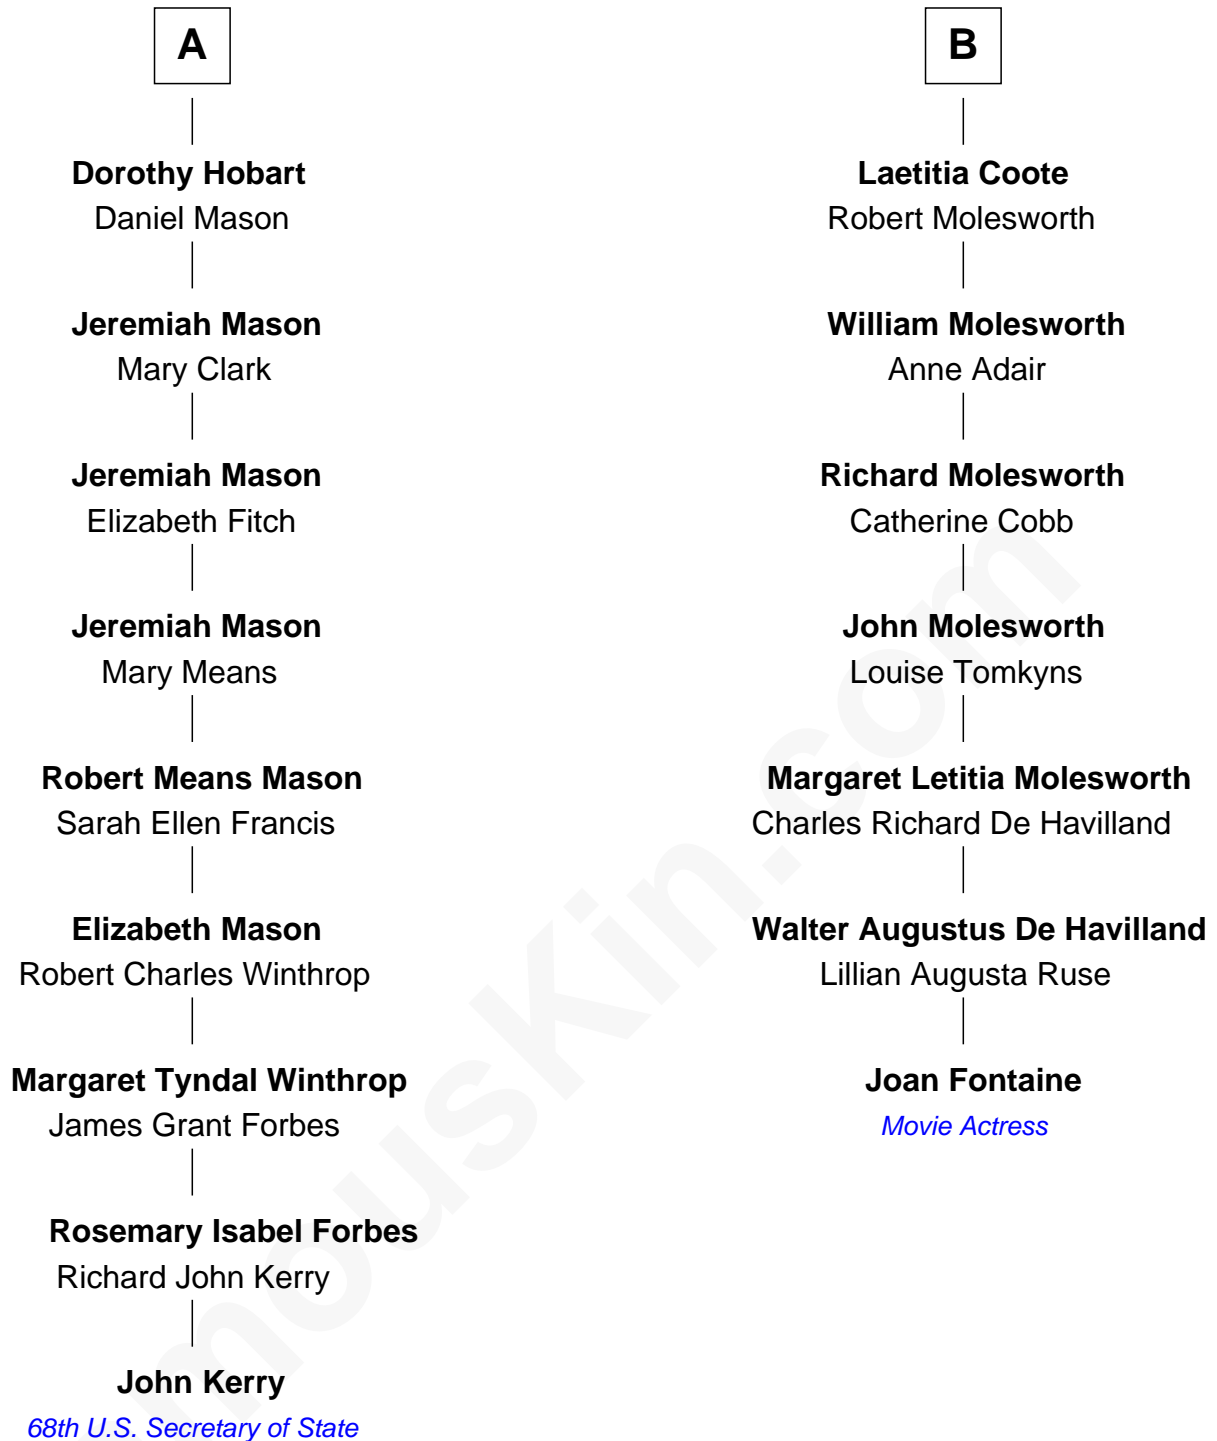 A
Dorothy Hobart
Daniel Mason
Jeremiah Mason
Mary Clark
Jeremiah Mason
Elizabeth Fitch
Jeremiah Mason
Mary Means
Robert Means Mason
Sarah Ellen Francis
Elizabeth Mason
Robert Charles Winthrop
Margaret Tyndal Winthrop
James Grant Forbes
Rosemary Isabel Forbes
Richard John Kerry
John Kerry
68th U.S. Secretary of State
B
Laetitia Coote
Robert Molesworth
William Molesworth
Anne Adair
Richard Molesworth
Catherine Cobb
John Molesworth
Louise Tomkyns
Margaret Letitia Molesworth
Charles Richard De Havilland
Walter Augustus De Havilland
Lillian Augusta Ruse
Joan Fontaine
Movie Actress
mousKin.com